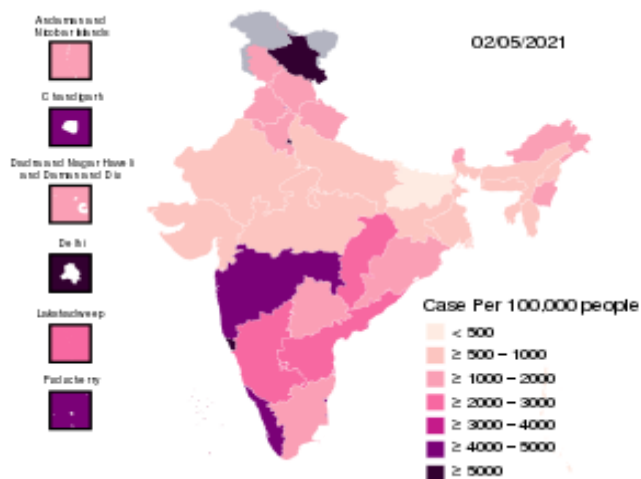 Andaman and
Nicobar Islands
Chandigarh
Dadra and Nagar Haveli
and Daman and Diu
Delhi
Lakshadweep
Puducherry
02/05/2021
Case Per 100,000 people
< 500
≥ 500 – 1000
≥ 1000 – 2000
≥ 2000 – 3000
≥ 3000 – 4000
≥ 4000 – 5000
≥ 5000